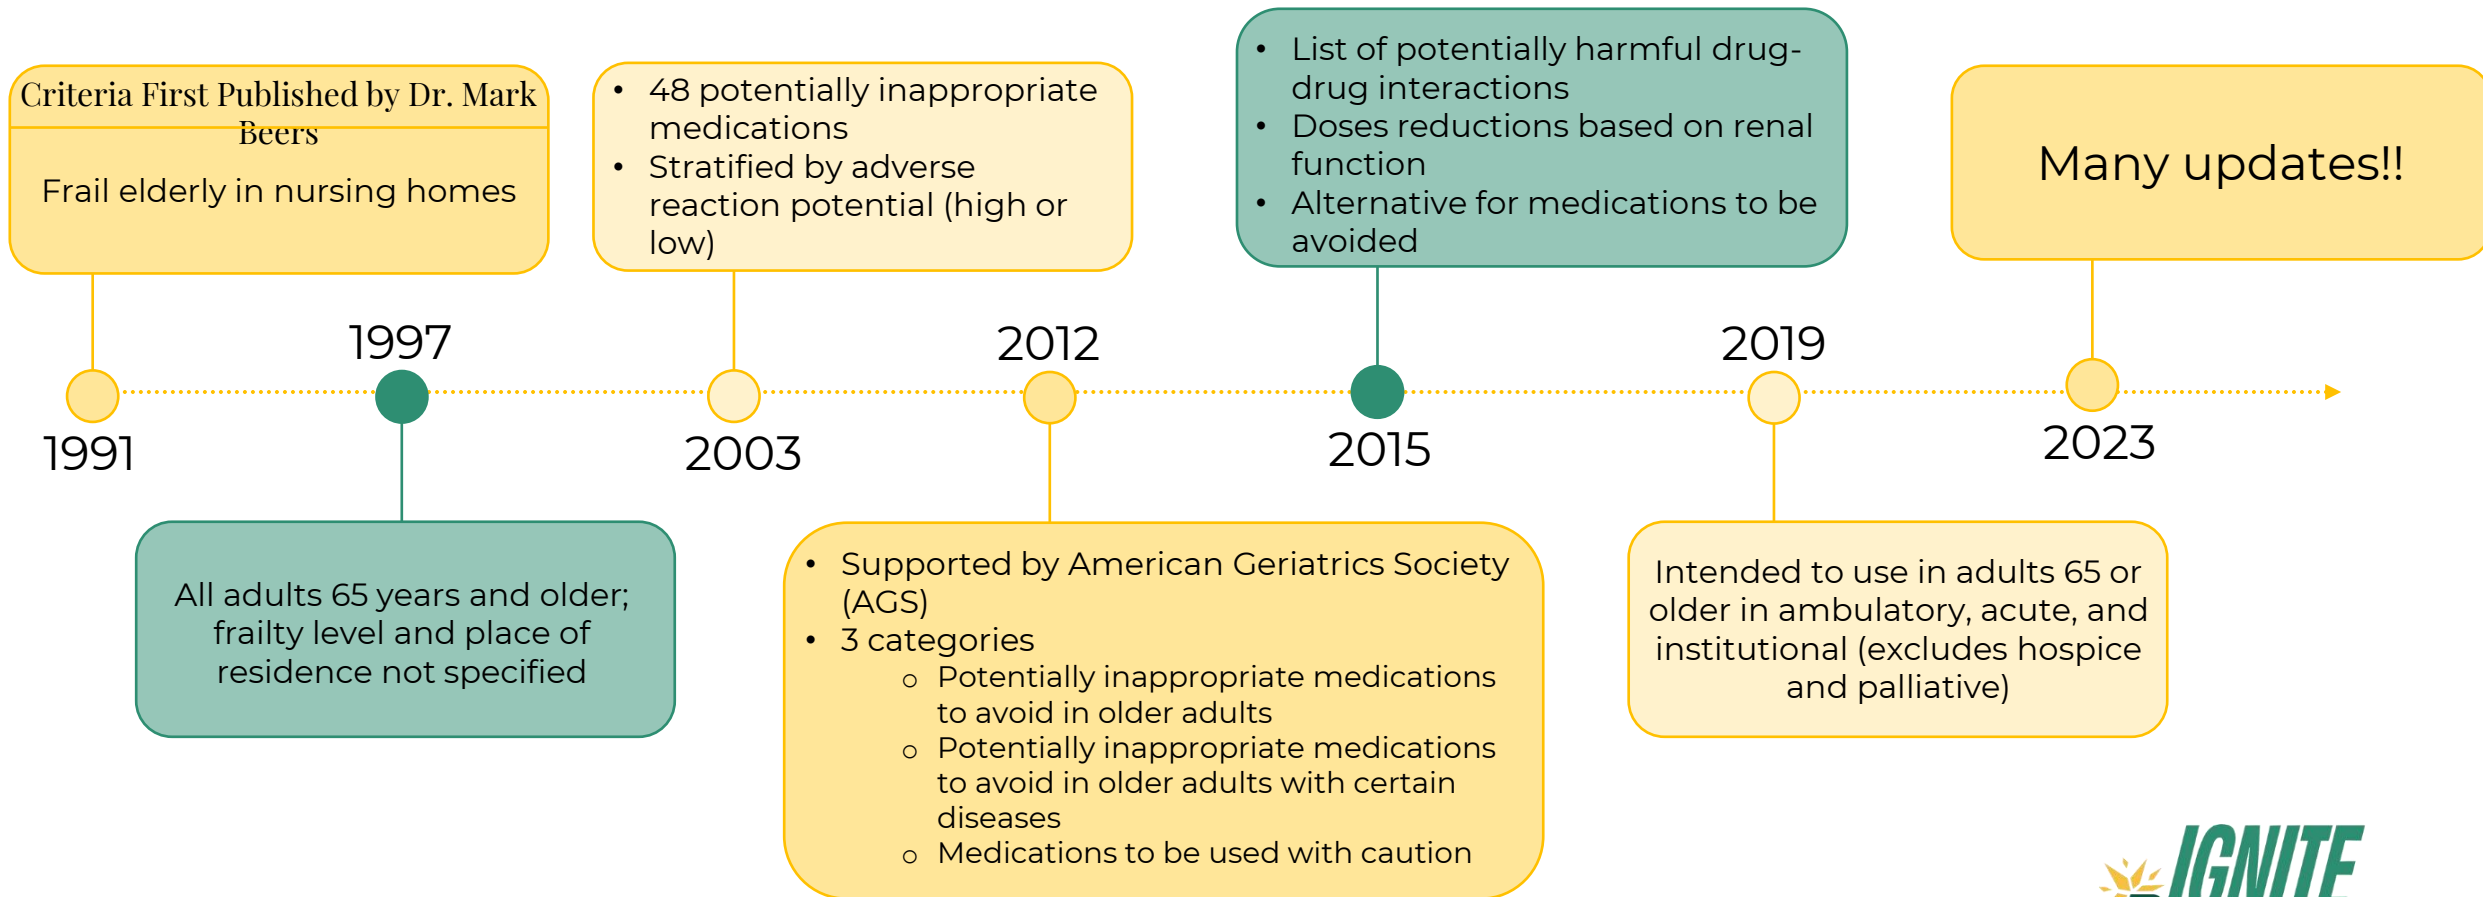 Criteria First Published by Dr. Mark
Beers
Frail elderly in nursing homes
1991
1997
All adults 65 years and older;
frailty level and place of
residence not specified
• 48 potentially inappropriate
medications
• Stratified by adverse
reaction potential (high or
low)
2003
2012
• Supported by American Geriatrics Society
(AGS)
• 3 categories
o Potentially inappropriate medications
to avoid in older adults
o Potentially inappropriate medications
to avoid in older adults with certain
diseases
o Medications to be used with caution
• List of potentially harmful drug-
drug interactions
• Doses reductions based on renal
function
• Alternative for medications to be
avoided
2015
2019
Intended to use in adults 65 or
older in ambulatory, acute, and
institutional (excludes hospice
and palliative)
Many updates!!
2023
IGNITE